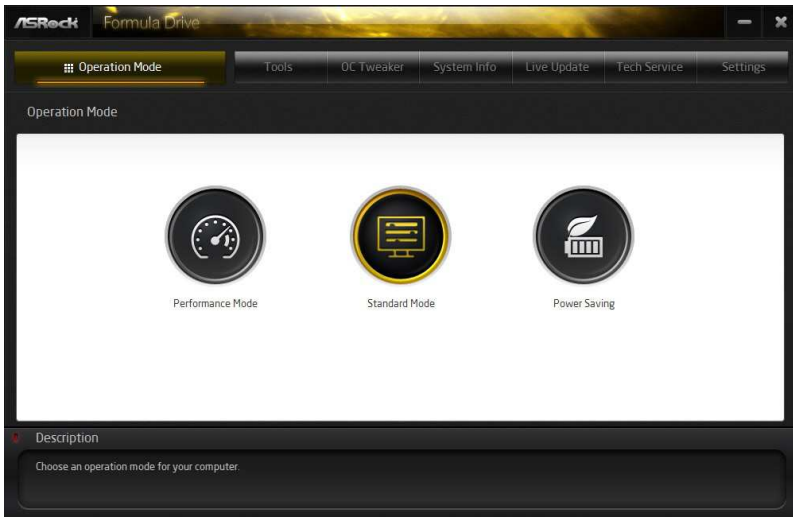 ASRock Formula Drive
Operation Mode Tools OC Tweaker System Info Live Update Tech Service Settings
Operation Mode
Performance Mode Standard Mode Power Saving
Description
Choose an operation mode for your computer.